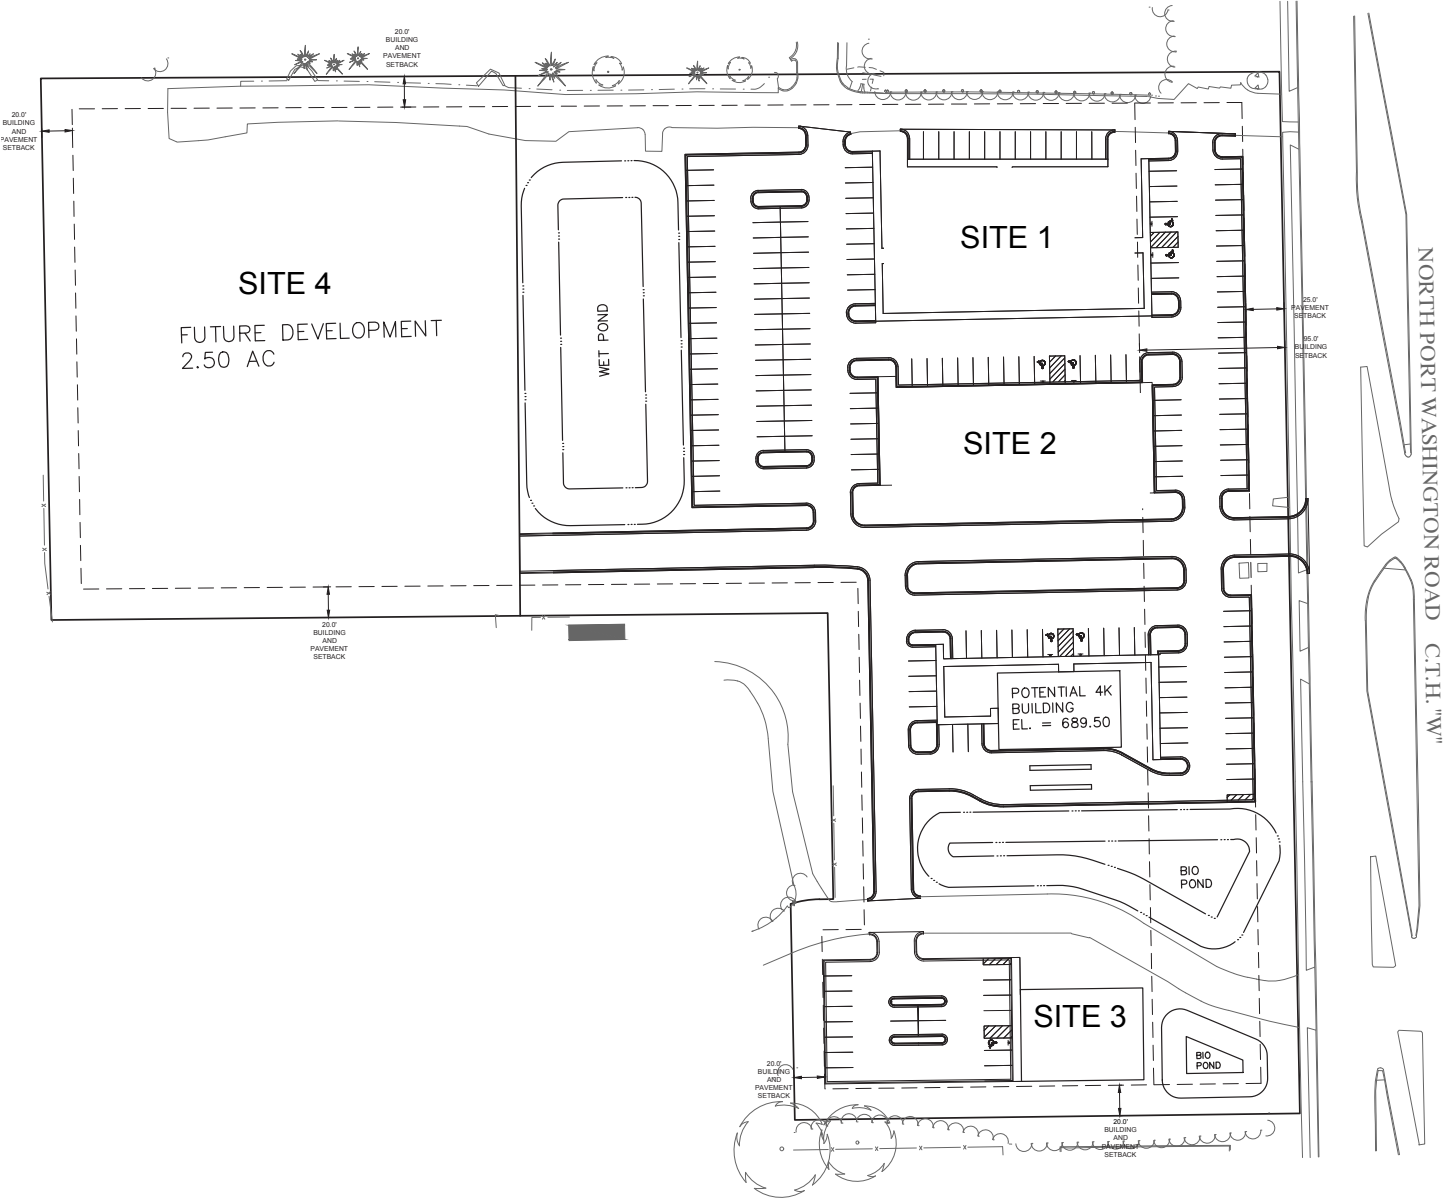 20.0'
BUILDING
AND
PAVEMENT
SETBACK
20.0'
BUILDING
AND
PAVEMENT
SETBACK
SITE 4
FUTURE DEVELOPMENT
2.50 AC
WET POND
SITE 1
SITE 2
25.0'
PAVEMENT
SETBACK
95.0'
BUILDING
SETBACK
NORTH PORT WASHINGTON ROAD C.T.H. "W"
20.0'
BUILDING
AND
PAVEMENT
SETBACK
POTENTIAL 4K
BUILDING
EL. = 689.50
BIO
POND
SITE 3
BIO
POND
20.0'
BUILDING
AND
PAVEMENT
SETBACK
20.0'
BUILDING
AND
PAVEMENT
SETBACK